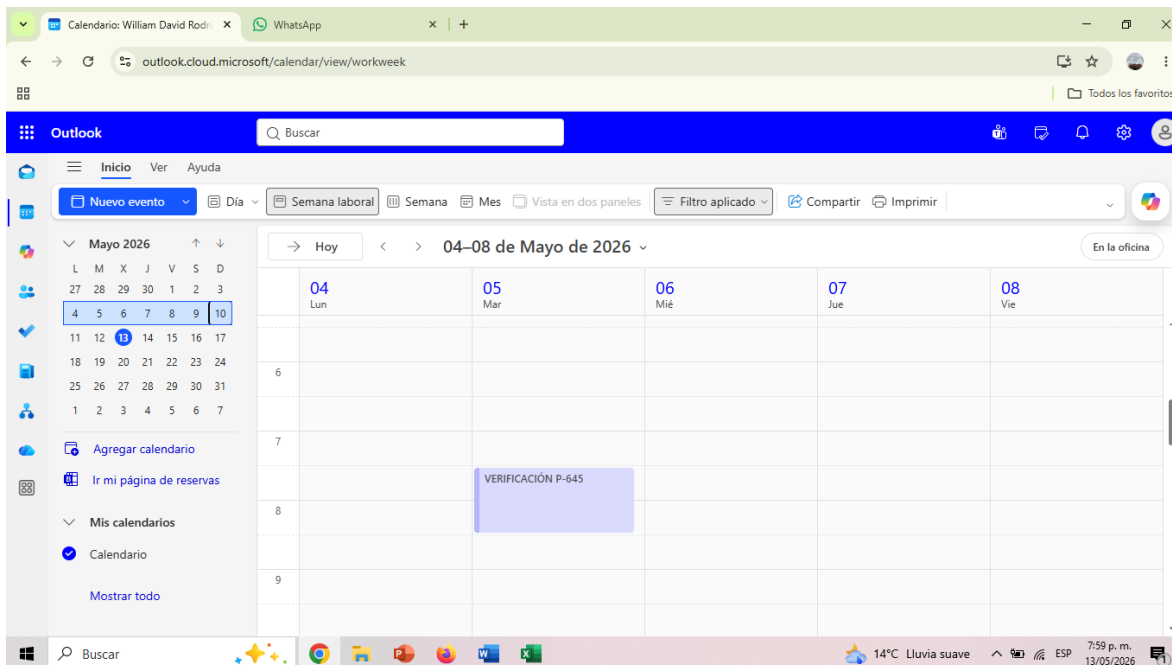 Calendario: William David Rodri
WhatsApp
outlook.cloud.microsoft/calendar/view/workweek
Todos los favoritos
Outlook
Buscar
Inicio Ver Ayuda
Nuevo evento Día Semana laboral Semana Mes Vista en dos paneles Filtro aplicado Compartir Imprimir
Mayo 2026
L M X J V S D
27 28 29 30 1 2 3
4 5 6 7 8 9 10
11 12 13 14 15 16 17
18 19 20 21 22 23 24
25 26 27 28 29 30 31
1 2 3 4 5 6 7
Agregar calendario
Ir mi página de reservas
Mis calendarios
Calendario
Mostrar todo
Hoy 04–08 de Mayo de 2026 En la oficina
04 05 06 07 08
Lun Mar Mié Jue Vie
6
7
VERIFICACIÓN P-645
8
9
Buscar
14°C Lluvia suave ESP
7:59 p. m.
13/05/2026